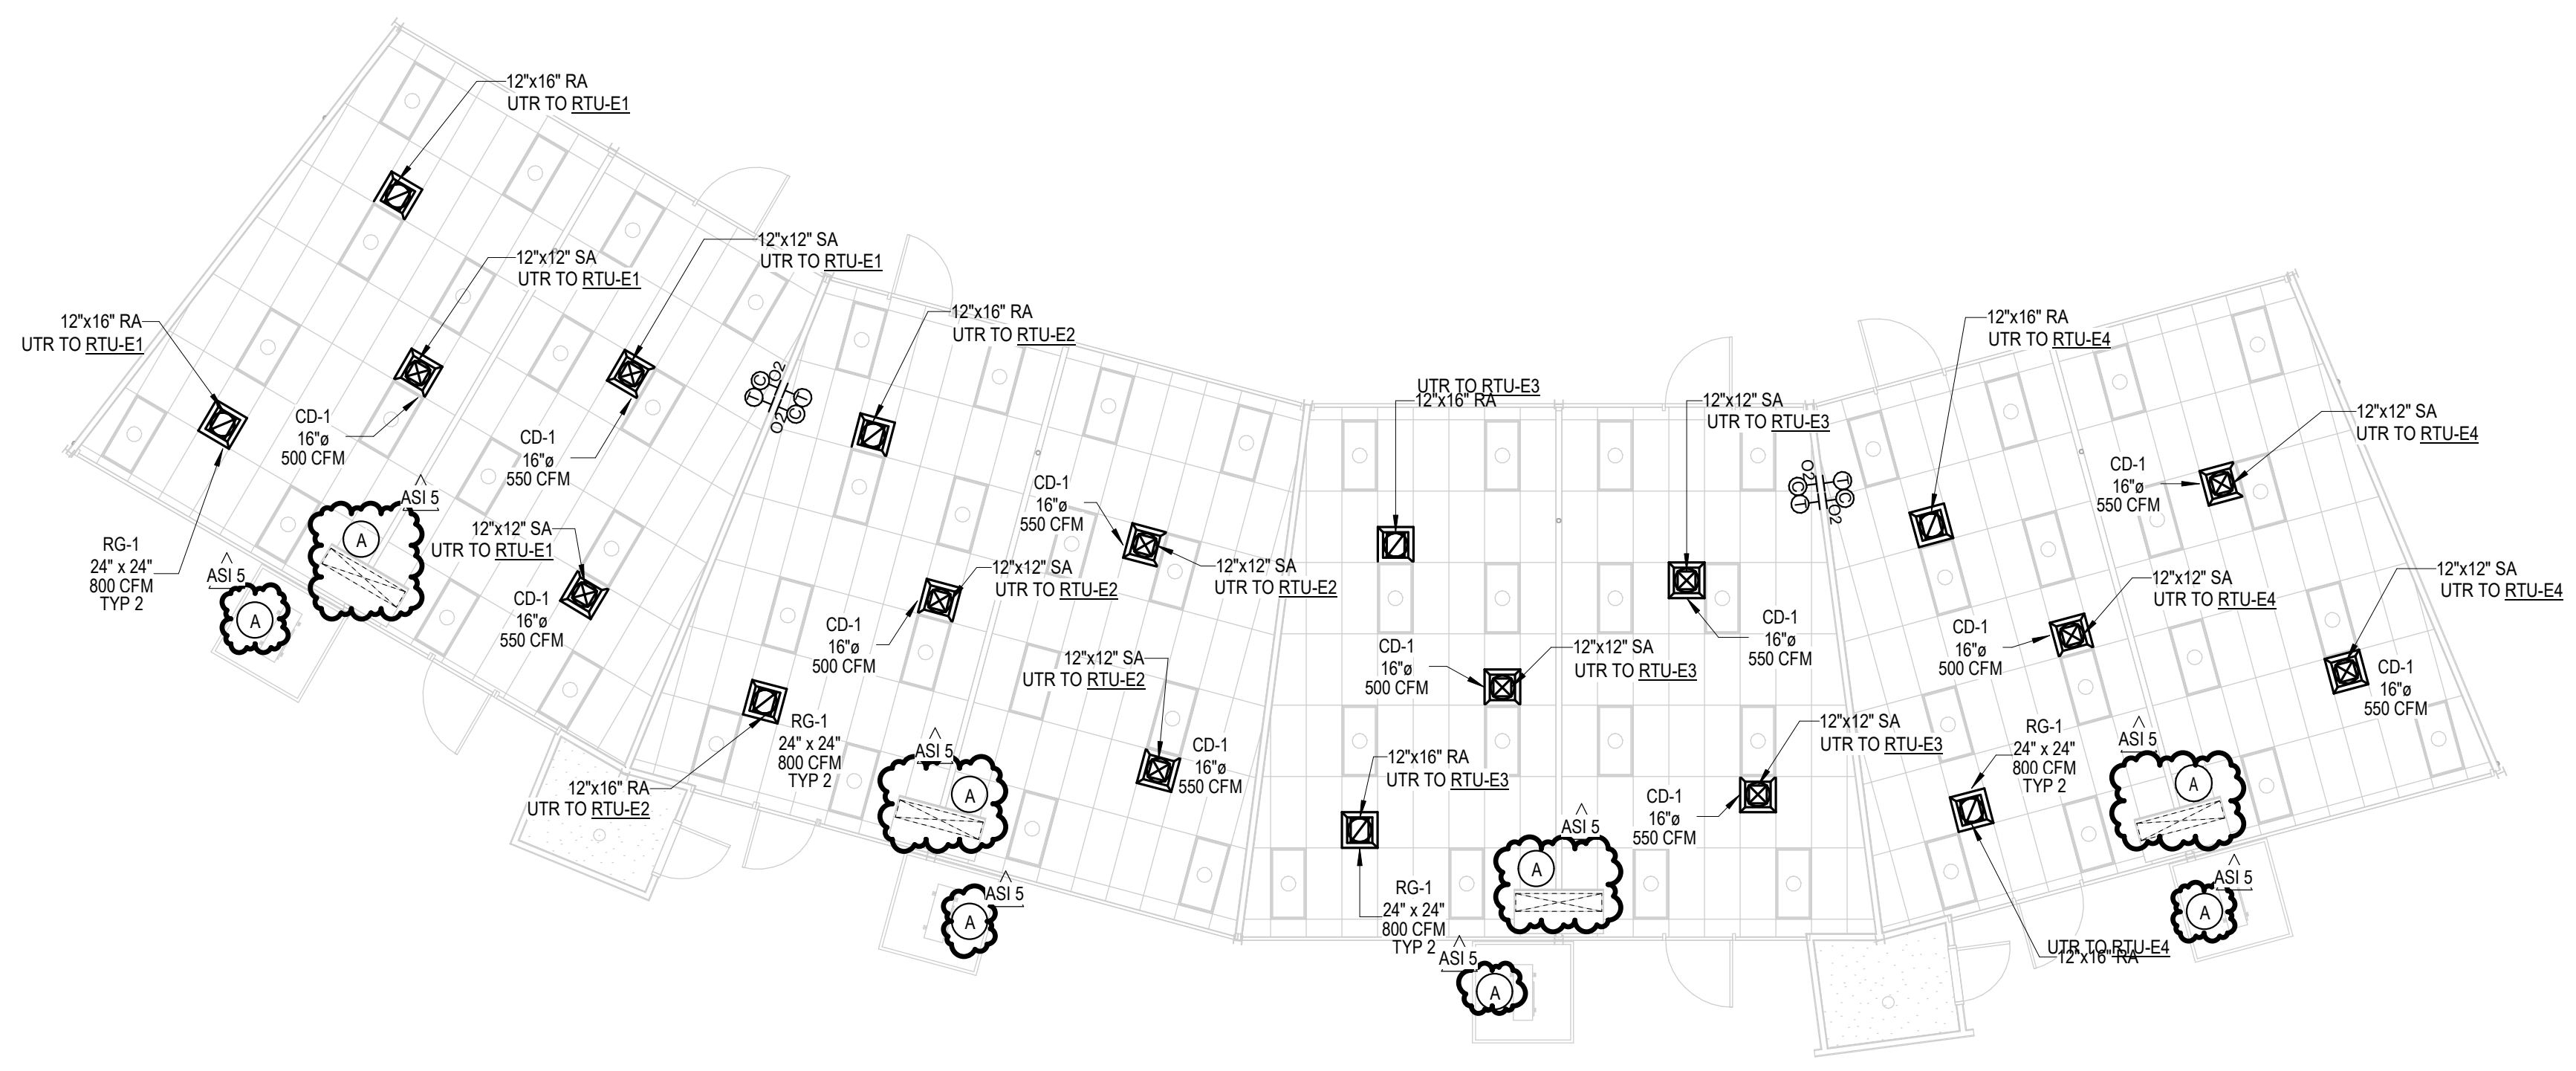 12"x16" RA
UTR TO RTU-E1
12"x12" SA
UTR TO RTU-E1
12"x12" SA
UTR TO RTU-E1
12"x16" RA
UTR TO RTU-E1
CD-1
16"ø
500 CFM
CD-1
16"ø
550 CFM
ASI 5
A
12"x12" SA
UTR TO RTU-E1
RG-1
24" x 24"
800 CFM
TYP 2
ASI 5
A
CD-1
16"ø
550 CFM
T
C
O2
O2
C
T
12"x16" RA
UTR TO RTU-E2
CD-1
16"ø
550 CFM
12"x12" SA
UTR TO RTU-E2
12"x12" SA
UTR TO RTU-E2
CD-1
16"ø
500 CFM
12"x12" SA
UTR TO RTU-E2
RG-1
24" x 24"
800 CFM
TYP 2
12"x16" RA
UTR TO RTU-E2
CD-1
16"ø
550 CFM
ASI 5
A
ASI 5
A
UTR TO RTU-E3
12"x16" RA
12"x12" SA
UTR TO RTU-E3
CD-1
16"ø
550 CFM
CD-1
16"ø
500 CFM
12"x12" SA
UTR TO RTU-E3
12"x16" RA
UTR TO RTU-E3
12"x12" SA
UTR TO RTU-E3
CD-1
16"ø
550 CFM
ASI 5
A
RG-1
24" x 24"
800 CFM
TYP 2
ASI 5
A
O2
C
T
T
C
O2
12"x16" RA
UTR TO RTU-E4
12"x12" SA
UTR TO RTU-E4
CD-1
16"ø
550 CFM
12"x12" SA
UTR TO RTU-E4
12"x12" SA
UTR TO RTU-E4
CD-1
16"ø
500 CFM
CD-1
16"ø
550 CFM
RG-1
24" x 24"
800 CFM
TYP 2
ASI 5
A
ASI 5
A
UTR TO RTU-E4
12"x16" RA